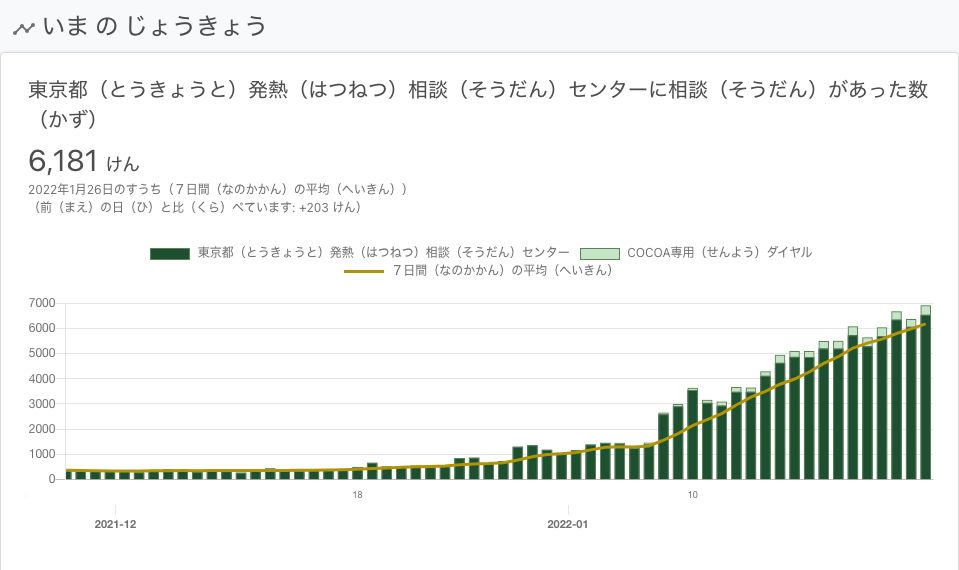 いま の じょうきょう
東京都（とうきょうと）発熱（はつねつ）相談（そうだん）センターに相談（そうだん）があった数
（かず）
6,181 けん
2022年1月26日のすうち（７日間（なのかかん）の平均（へいきん））
（前（まえ）の日（ひ）と比（くら）べています: +203 けん）
東京都（とうきょうと）発熱（はつねつ）相談（そうだん）センター COCOA専用（せんよう）ダイヤル
７日間（なのかかん）の平均（へいきん）
7000
6000
5000
4000
3000
2000
1000
0
18 10
2021-12 2022-01